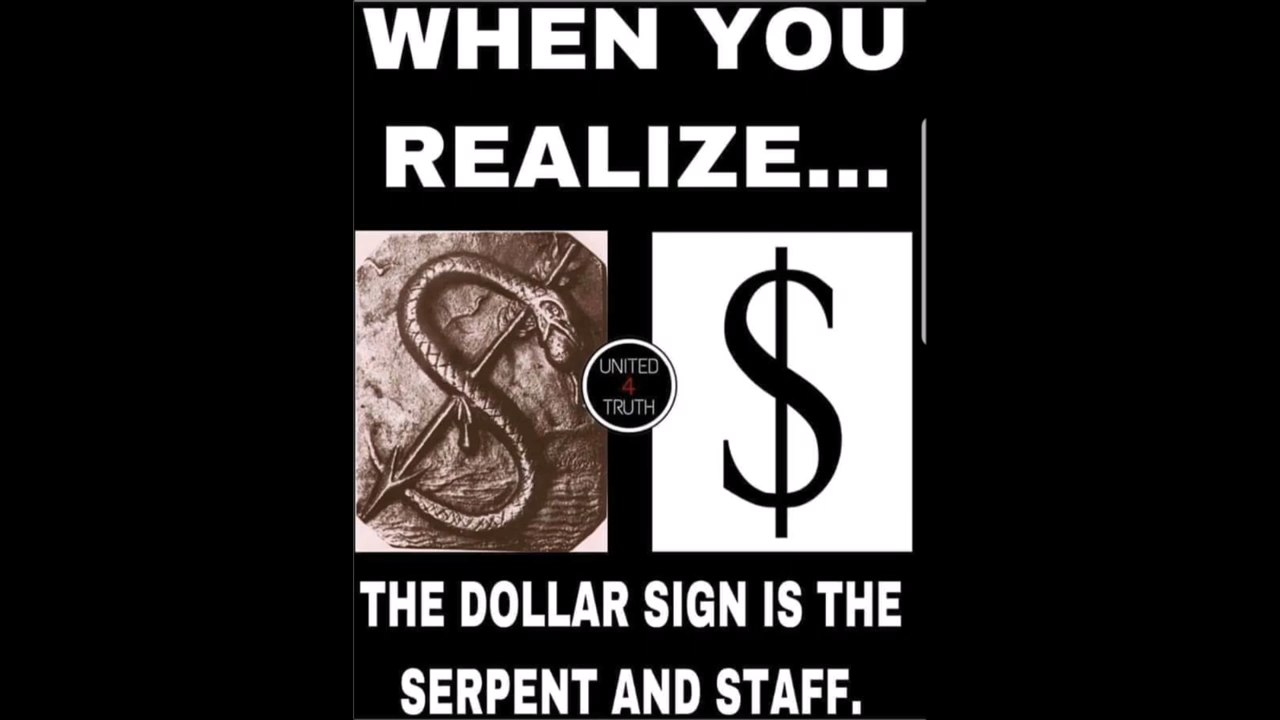 WHEN YOU
REALIZE...
UNITED
4
TRUTH
THE DOLLAR SIGN IS THE
SERPENT AND STAFF.